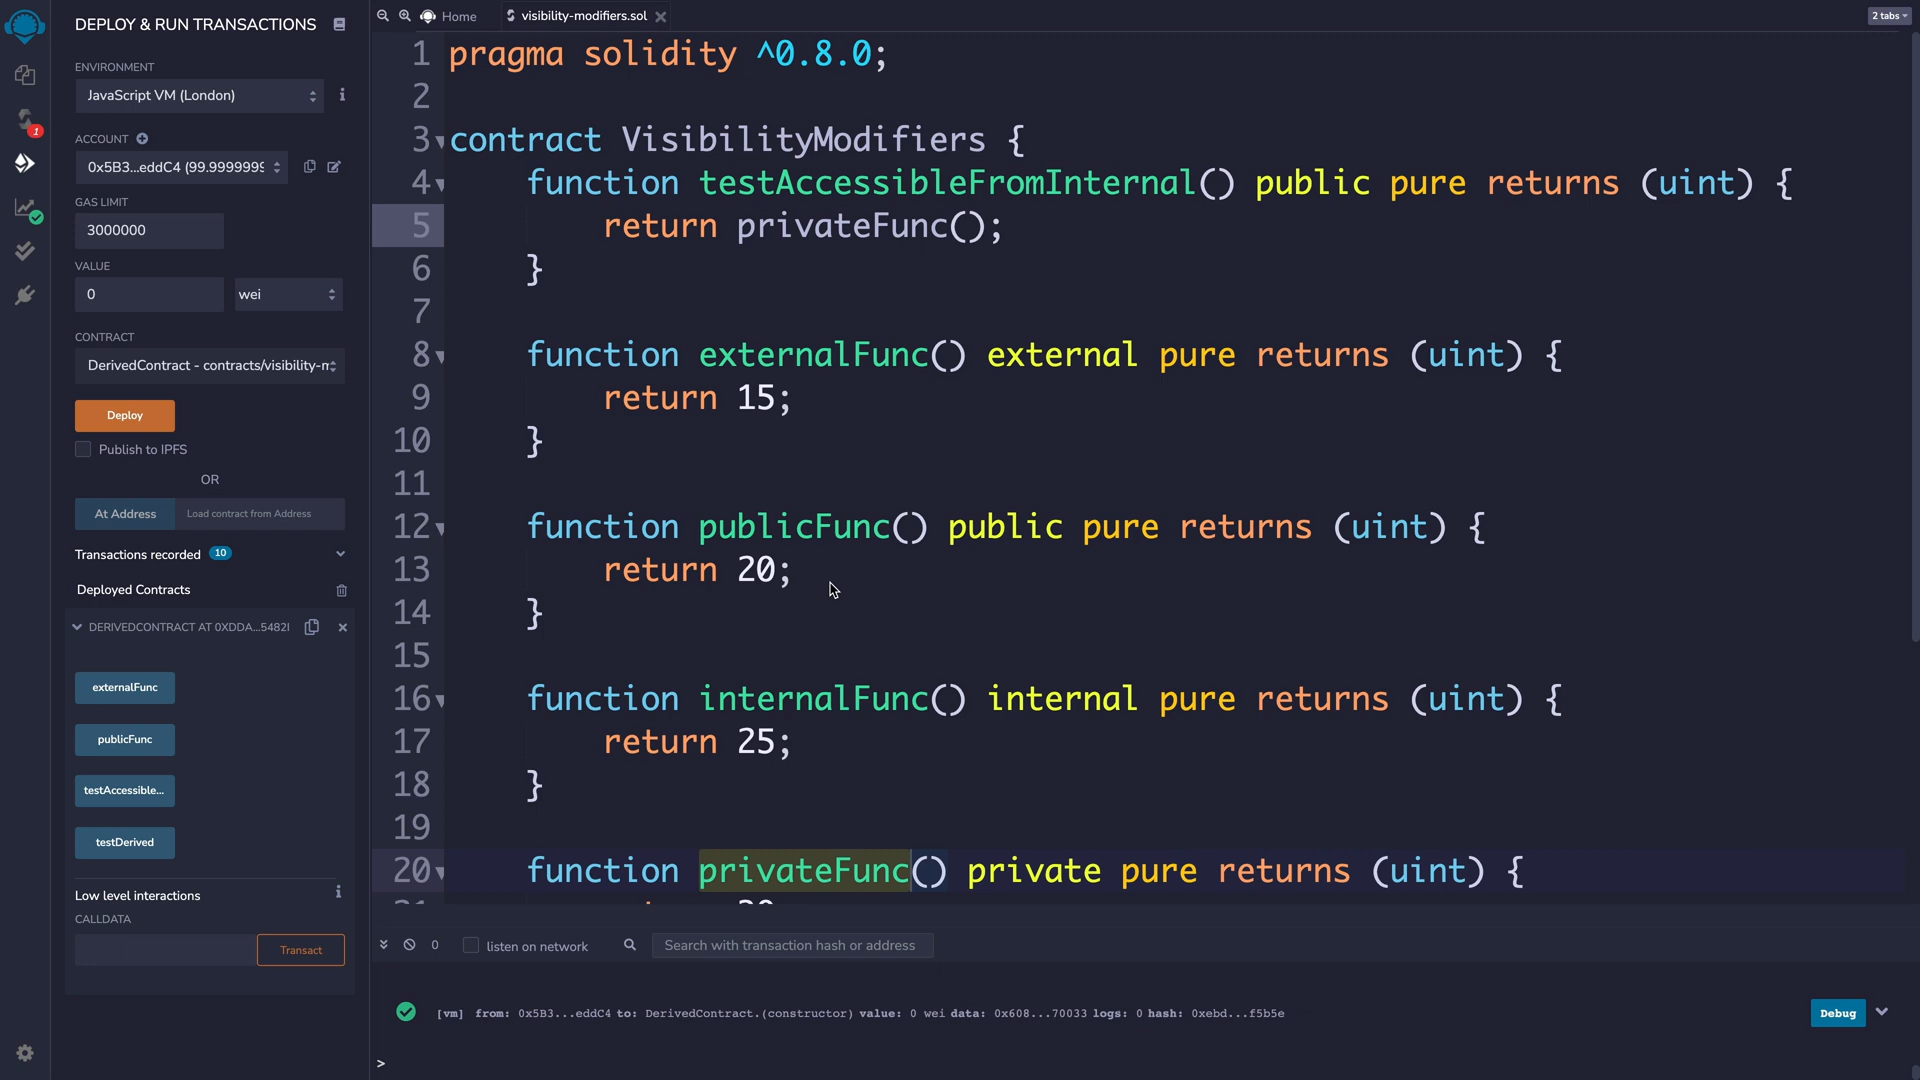 DEPLOY & RUN TRANSACTIONS
ENVIRONMENT
JavaScript VM (London)
ACCOUNT
0x5B3...eddC4 (99.9999999
GAS LIMIT
3000000
VALUE
0
wei
CONTRACT
DerivedContract - contracts/visibility-m
Deploy
Publish to IPFS
OR
At Address
Load contract from Address
Transactions recorded 10
Deployed Contracts
DERIVEDCONTRACT AT 0XDDA...5482I
externalFunc
publicFunc
testAccessible...
testDerived
Low level interactions
CALLDATA
Transact
1
Home
visibility-modifiers.sol
2 tabs
1 pragma solidity ^0.8.0;
2
3 contract VisibilityModifiers {
4 function testAccessibleFromInternal() public pure returns (uint) {
5 return privateFunc();
6 }
7
8 function externalFunc() external pure returns (uint) {
9 return 15;
10 }
11
12 function publicFunc() public pure returns (uint) {
13 return 20;
14 }
15
16 function internalFunc() internal pure returns (uint) {
17 return 25;
18 }
19
20 function privateFunc() private pure returns (uint) {
0
listen on network
Search with transaction hash or address
[vm] from: 0x5B3...eddC4 to: DerivedContract.(constructor) value: 0 wei data: 0x608...70033 logs: 0 hash: 0xebd...f5b5e
Debug
>